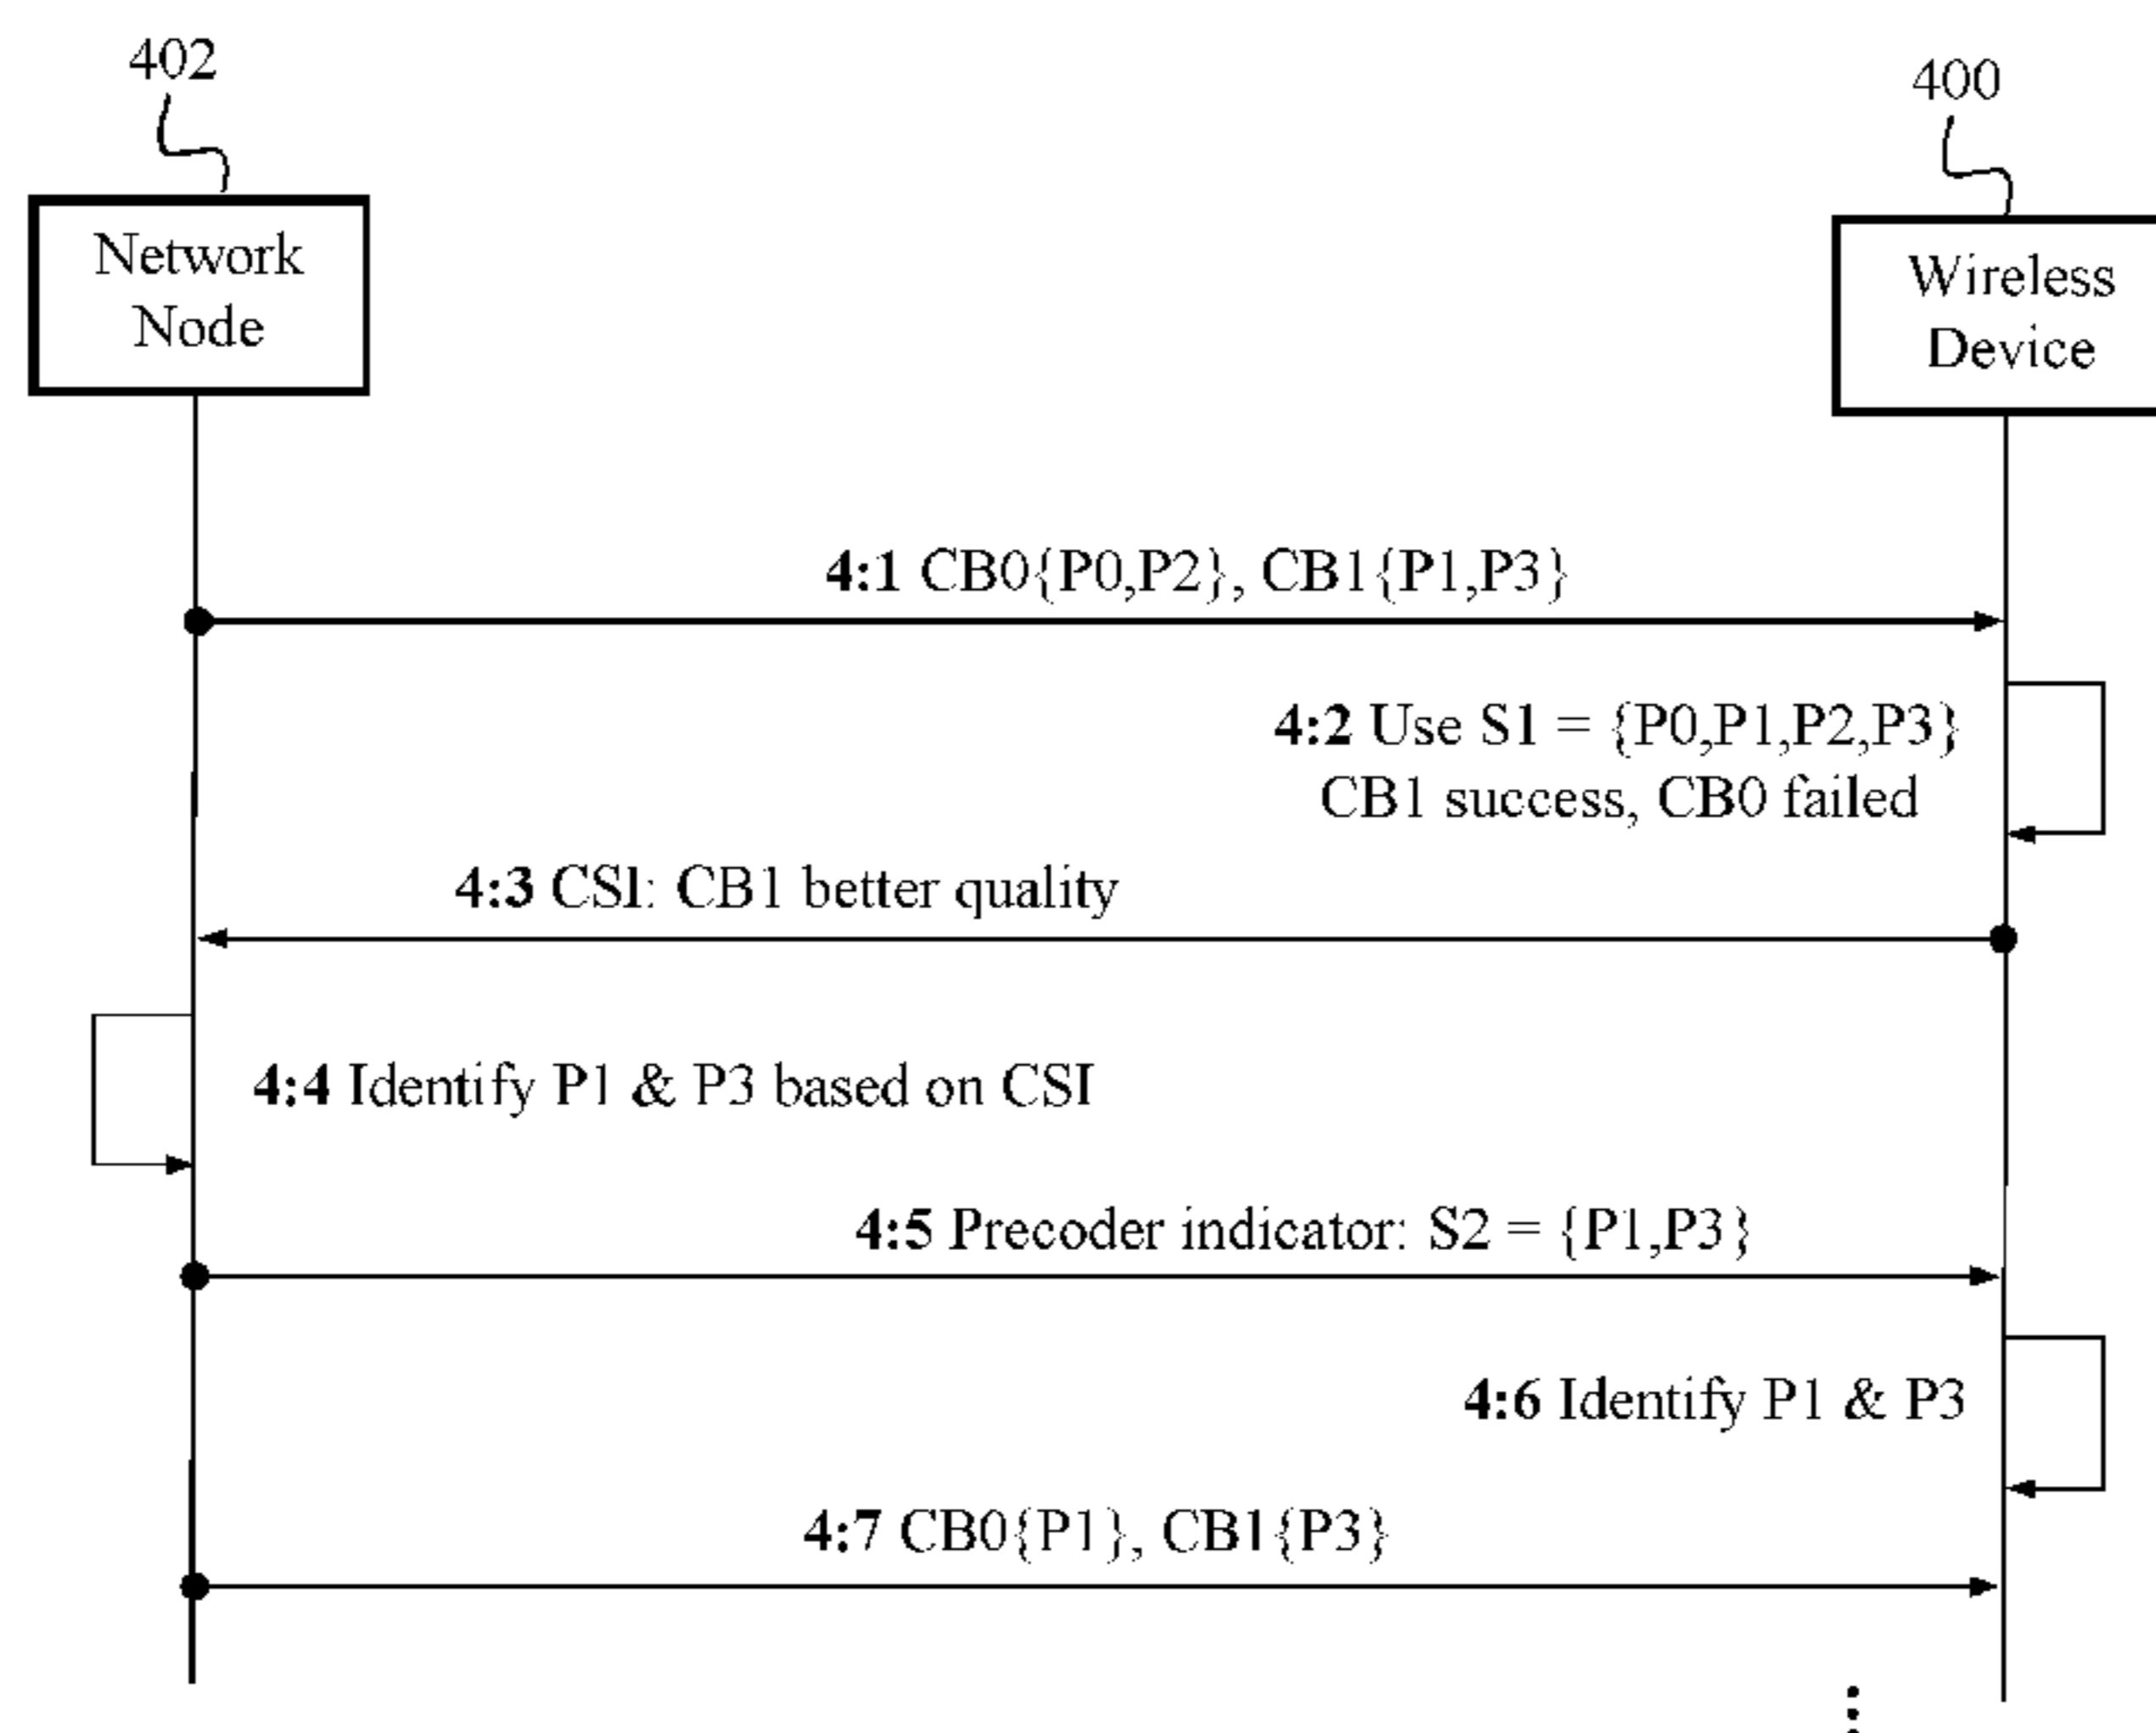 402
400
Network
Node
Wireless
Device
4:1 CB0{P0,P2}, CB1{P1,P3}
4:2 Use S1 = {P0,P1,P2,P3}
CB1 success, CB0 failed
4:3 CSI: CB1 better quality
4:4 Identify P1 & P3 based on CSI
4:5 Precoder indicator: S2 = {P1,P3}
4:6 Identify P1 & P3
4:7 CB0{P1}, CB1{P3}